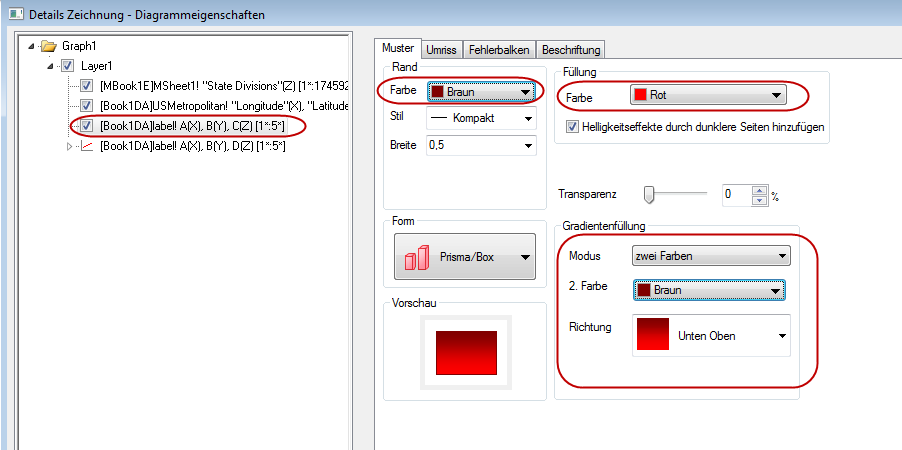 Details Zeichnung - Diagrammeigenschaften
Graph1
Layer1
[MBook1E]MSheet1! "State Divisions"(Z) [1*:174592
[Book1DA]USMetropolitan! "Longitude"(X), "Latitude
[Book1DA]label! A(X), B(Y), C(Z) [1*:5*]
[Book1DA]label! A(X), B(Y), D(Z) [1*:5*]
Muster Umriss Fehlerbalken Beschriftung
Rand
Farbe Braun
Stil Kompakt
Breite 0,5
Füllung
Farbe Rot
Helligkeitseffekte durch dunklere Seiten hinzufügen
Transparenz 0 %
Form
Prisma/Box
Vorschau
Gradientenfüllung
Modus zwei Farben
2. Farbe Braun
Richtung Unten Oben